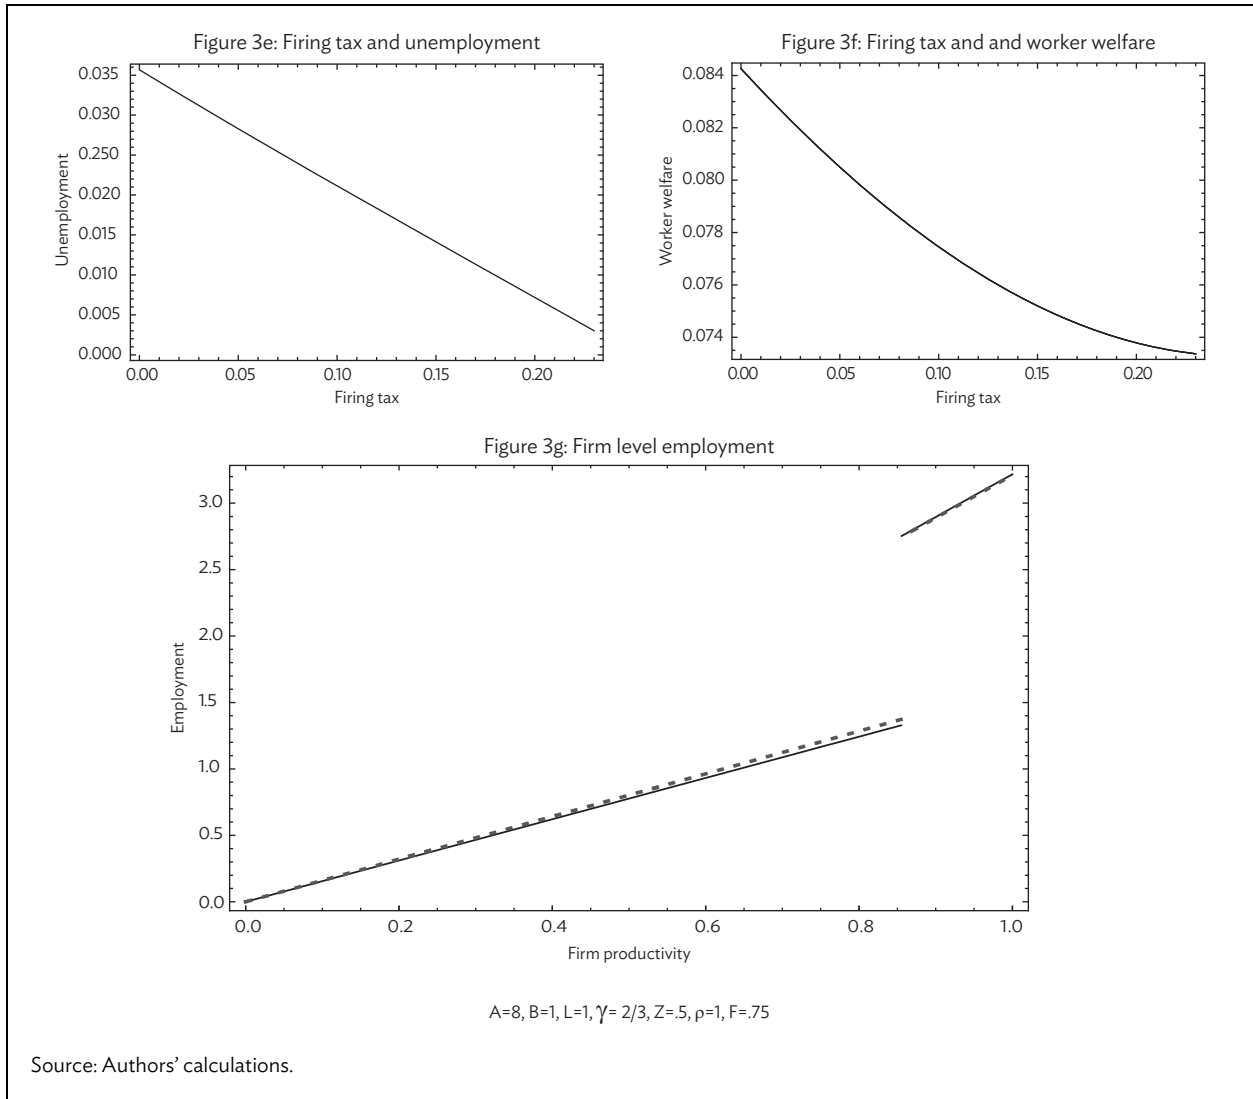 Figure 3e: Firing tax and unemployment
Unemployment
0.035
0.030
0.250
0.020
0.015
0.010
0.005
0.000
0.00 0.05 0.10 0.15 0.20
Firing tax
Figure 3f: Firing tax and and worker welfare
Worker welfare
0.084
0.082
0.080
0.078
0.076
0.074
0.00 0.05 0.10 0.15 0.20
Firing tax
Figure 3g: Firm level employment
Employment
3.0
2.5
2.0
1.5
1.0
0.5
0.0
0.0 0.2 0.4 0.6 0.8 1.0
Firm productivity
A=8, B=1, L=1, γ= 2/3, Z=.5, ρ=1, F=.75
Source: Authors’ calculations.